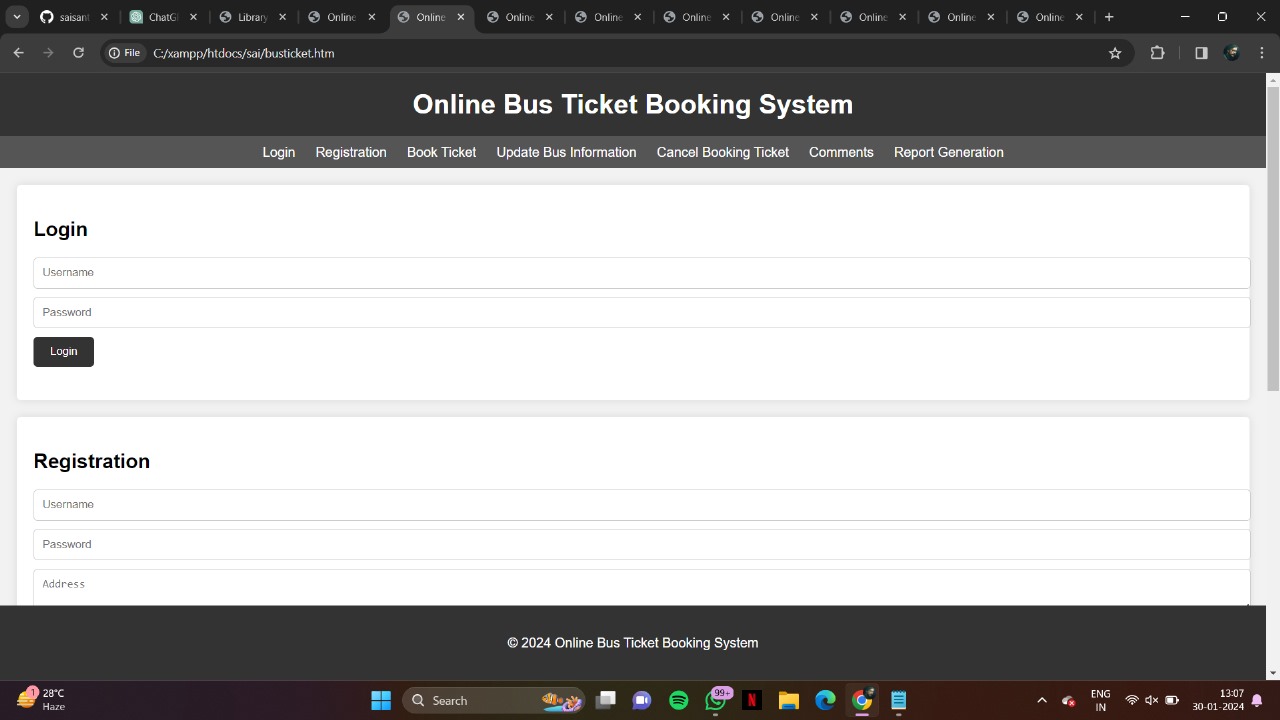 saisant ChatG Library Online Online Online Online Online Online Online Online Online
File C:/xampp/htdocs/sai/busticket.htm
Online Bus Ticket Booking System
Login Registration Book Ticket Update Bus Information Cancel Booking Ticket Comments Report Generation
Login
Username
Password
Login
Registration
Username
Password
Address
© 2024 Online Bus Ticket Booking System
1 28°C
Haze
Search
99+
N
ENG
IN
13:07
30-01-2024